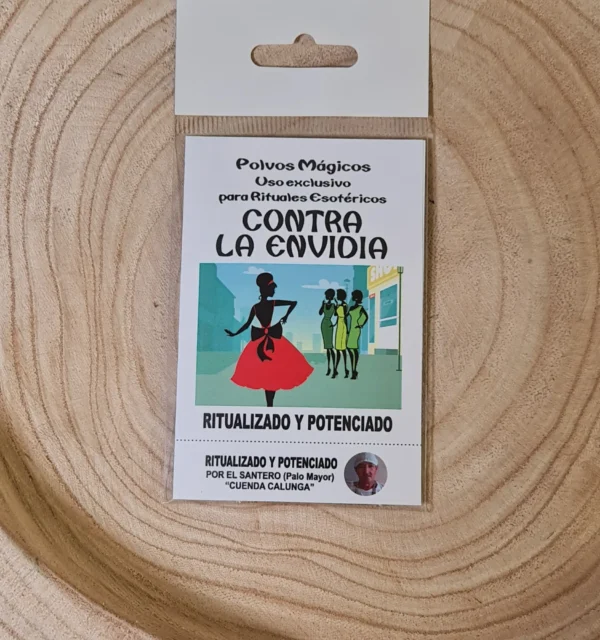 Polvos Mágicos
Uso exclusivo
para Rituales Esotéricos
CONTRA
LA ENVIDIA
RITUALIZADO Y POTENCIADO
RITUALIZADO Y POTENCIADO
POR EL SANTERO (Palo Mayor)
"CUENDA CALUNGA"